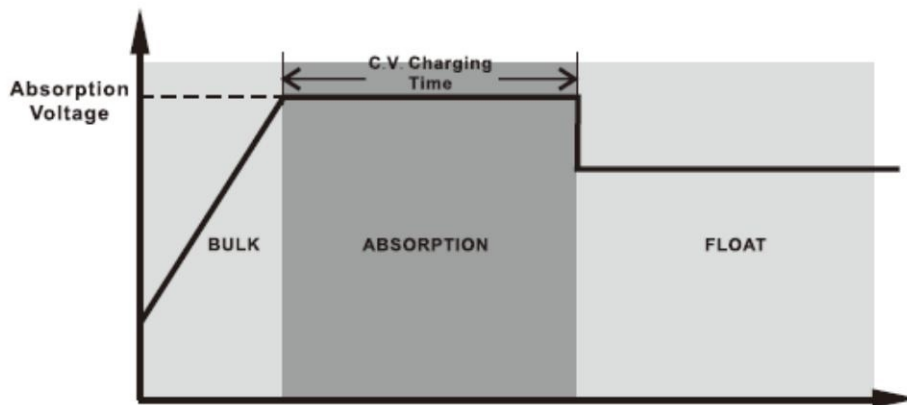 C.V. Charging
Time
Absorption
Voltage
BULK
ABSORPTION
FLOAT